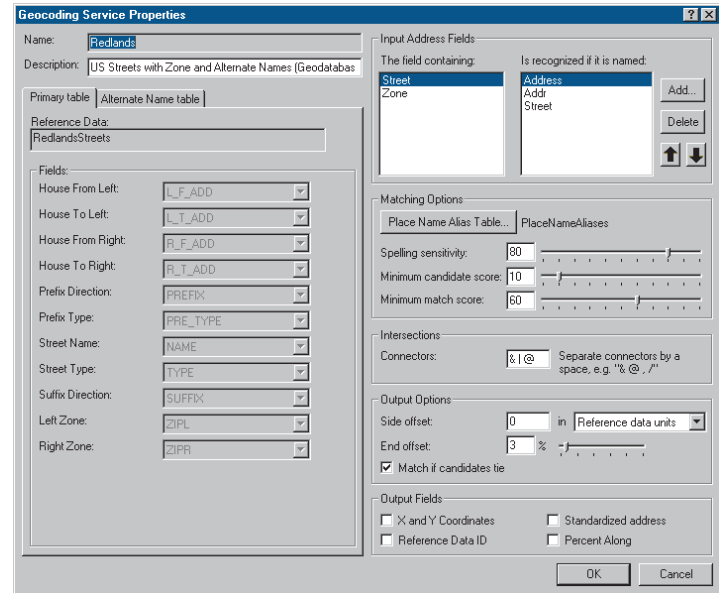 Geocoding Service Properties
Name: Redlands
Description: US Streets with Zone and Alternate Names (Geodatabas
Primary table
Alternate Name table
Reference Data:
RedlandsStreets
Fields:
House From Left: L_F_ADD
House To Left: L_T_ADD
House From Right: R_F_ADD
House To Right: R_T_ADD
Prefix Direction: PREFIX
Prefix Type: PRE_TYPE
Street Name: NAME
Street Type: TYPE
Suffix Direction: SUFFIX
Left Zone: ZIPL
Right Zone: ZIPR
Input Address Fields
The field containing:
Street
Zone
Is recognized if it is named:
Address
Addr
Street
Add...
Delete
Matching Options
Place Name Alias Table... PlaceNameAliases
Spelling sensitivity: 80
Minimum candidate score: 10
Minimum match score: 60
Intersections
Connectors: & | @ Separate connectors by a
space, e.g. "& @ , /"
Output Options
Side offset: 0 in Reference data units
End offset: 3 %
Match if candidates tie
Output Fields
X and Y Coordinates
Standardized address
Reference Data ID
Percent Along
OK
Cancel